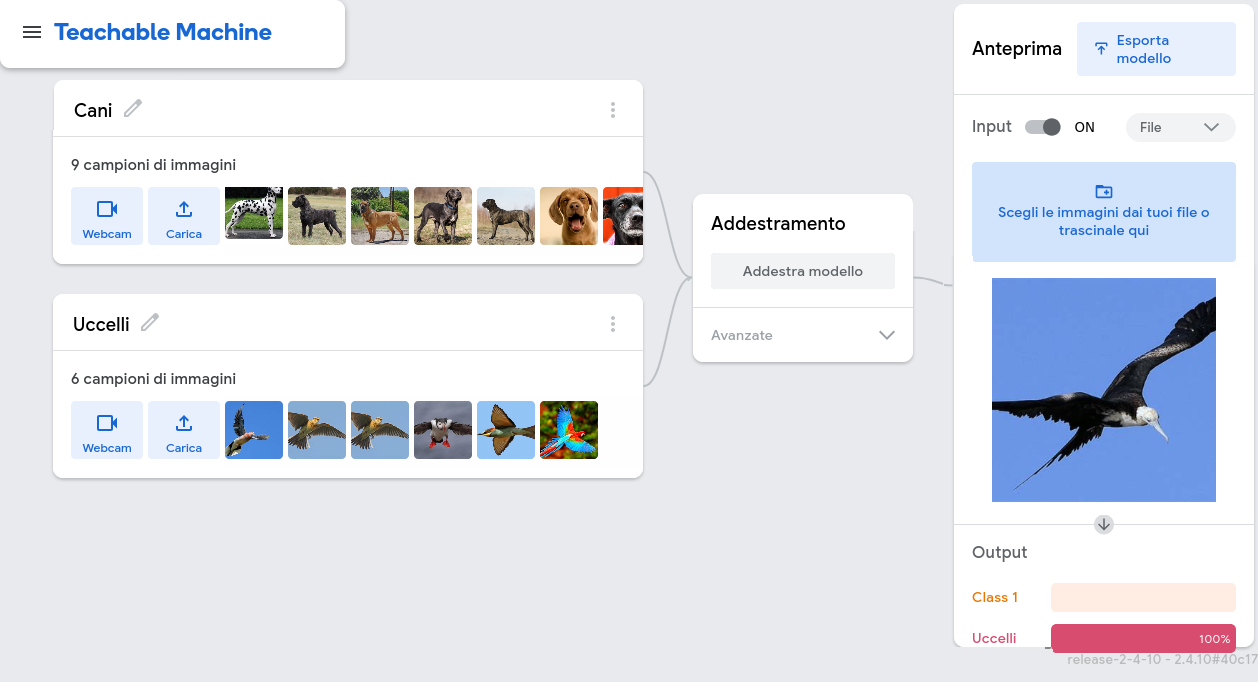 Teachable Machine
Cani
9 campioni di immagini
Webcam
Carica
Uccelli
6 campioni di immagini
Webcam
Carica
Addestramento
Addestra modello
Avanzate
Anteprima
Esporta
modello
Input
ON
File
Scegli le immagini dai tuoi file o
trascinale qui
Output
Class 1
Uccelli
100%
release-2-4-10 - 2.4.10#40c17